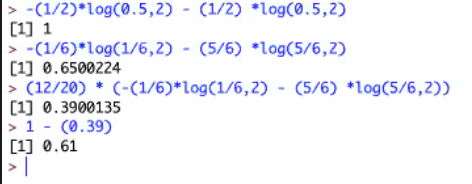 > -(1/2)*log(0.5,2) - (1/2) *log(0.5,2)
[1] 1
> -(1/6)*log(1/6,2) - (5/6) *log(5/6,2)
[1] 0.6500224
> (12/20) * (-(1/6)*log(1/6,2) - (5/6) *log(5/6,2))
[1] 0.3900135
> 1 - (0.39)
[1] 0.61
>